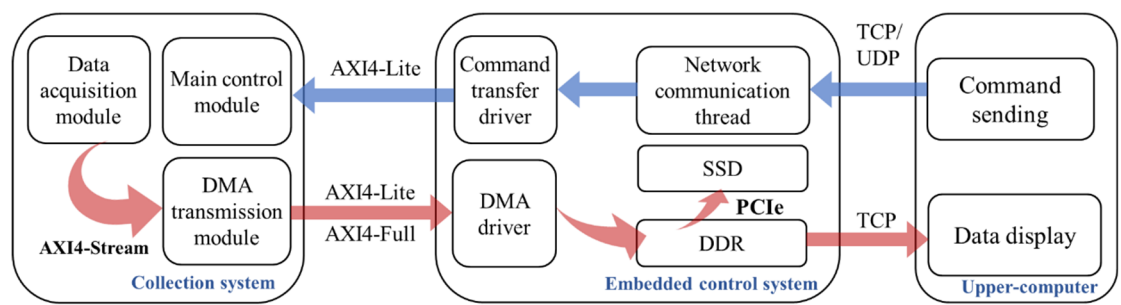 Data
acquisition
module
Main control
module
DMA
transmission
module
AXI4-Stream
Collection system
AXI4-Lite
AXI4-Lite
AXI4-Full
Command
transfer
driver
Network
communication
thread
DMA
driver
SSD
PCIe
DDR
Embedded control system
TCP/
UDP
TCP
Command
sending
Data display
Upper-computer